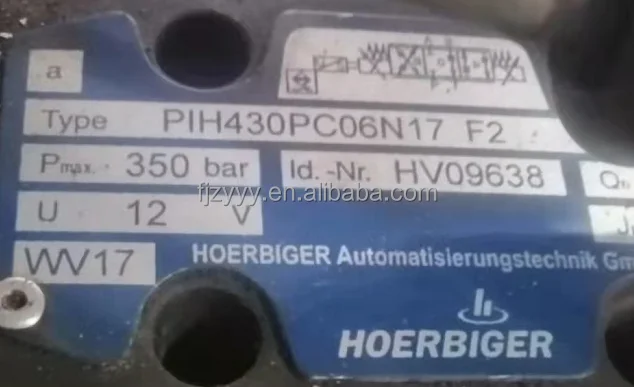 a
Type PIH430PC06N17 F2
Pmax. 350 bar Id.-Nr. HV09638
fjzyyy.en.alibaba.com
U 12 V
WV17 HOERBIGER Automatisierungstechnik
HOERBIGER